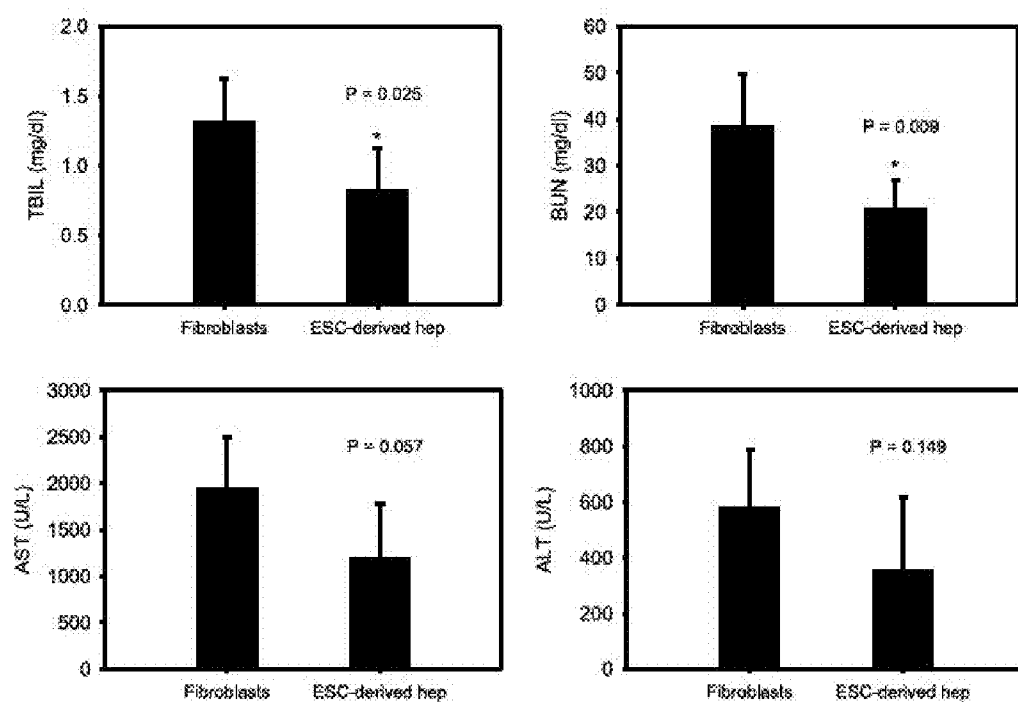 TBIL (mg/dl)
2.0
1.5
1.0
0.5
0.0
P = 0.025
*
Fibroblasts ESC-derived hep
BUN (mg/dl)
60
50
40
30
20
10
0
P = 0.009
*
Fibroblasts ESC-derived hep
AST (U/L)
3000
2500
2000
1500
1000
500
0
P = 0.057
Fibroblasts ESC-derived hep
ALT (U/L)
1000
800
600
400
200
0
P = 0.149
Fibroblasts ESC-derived hep